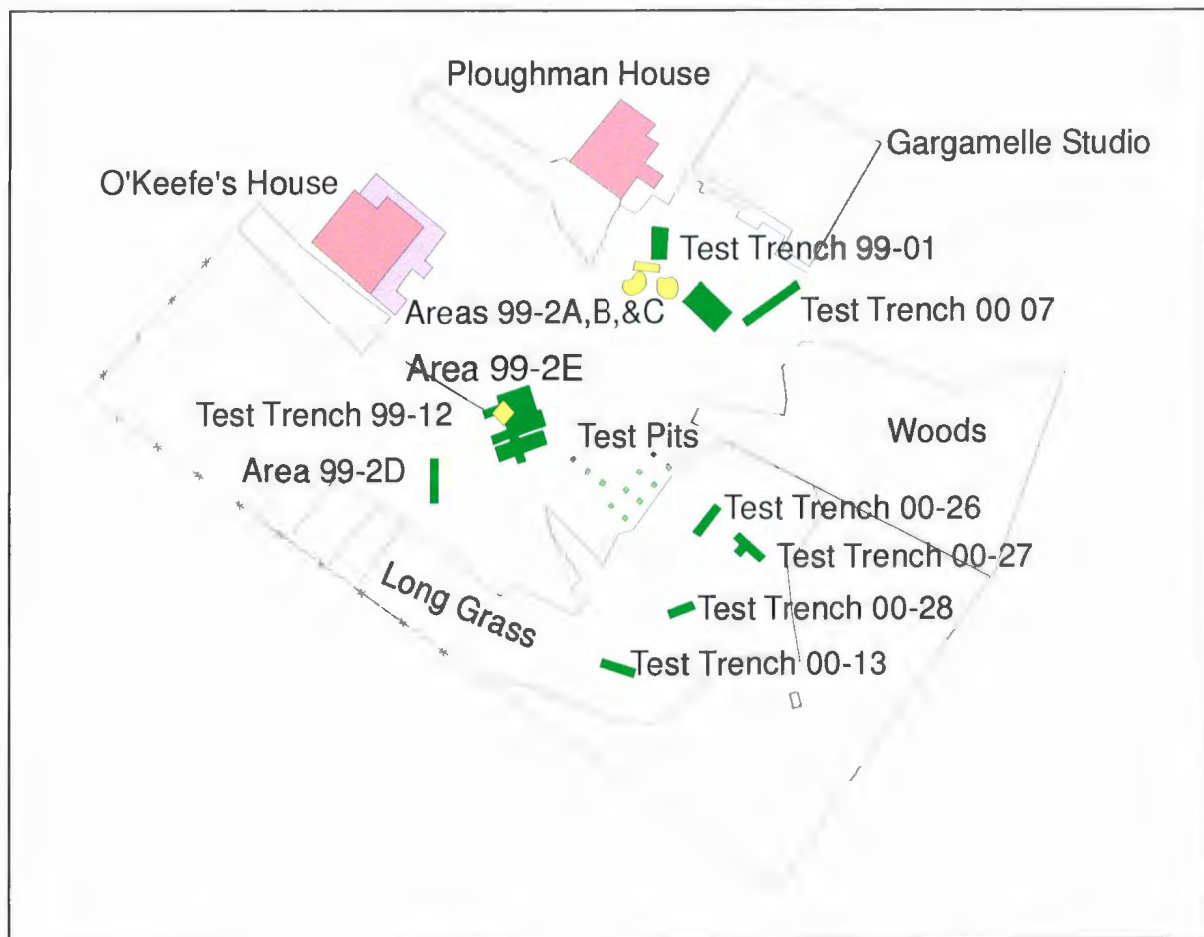 Ploughman House
Gargamelle Studio
O'Keefe's House
Test Trench 99-01
Areas 99-2A,B,&C
Test Trench 00 07
Area 99-2E
Test Trench 99-12
Test Pits
Woods
Area 99-2D
Test Trench 00-26
Test Trench 00-27
Long Grass
Test Trench 00-28
Test Trench 00-13